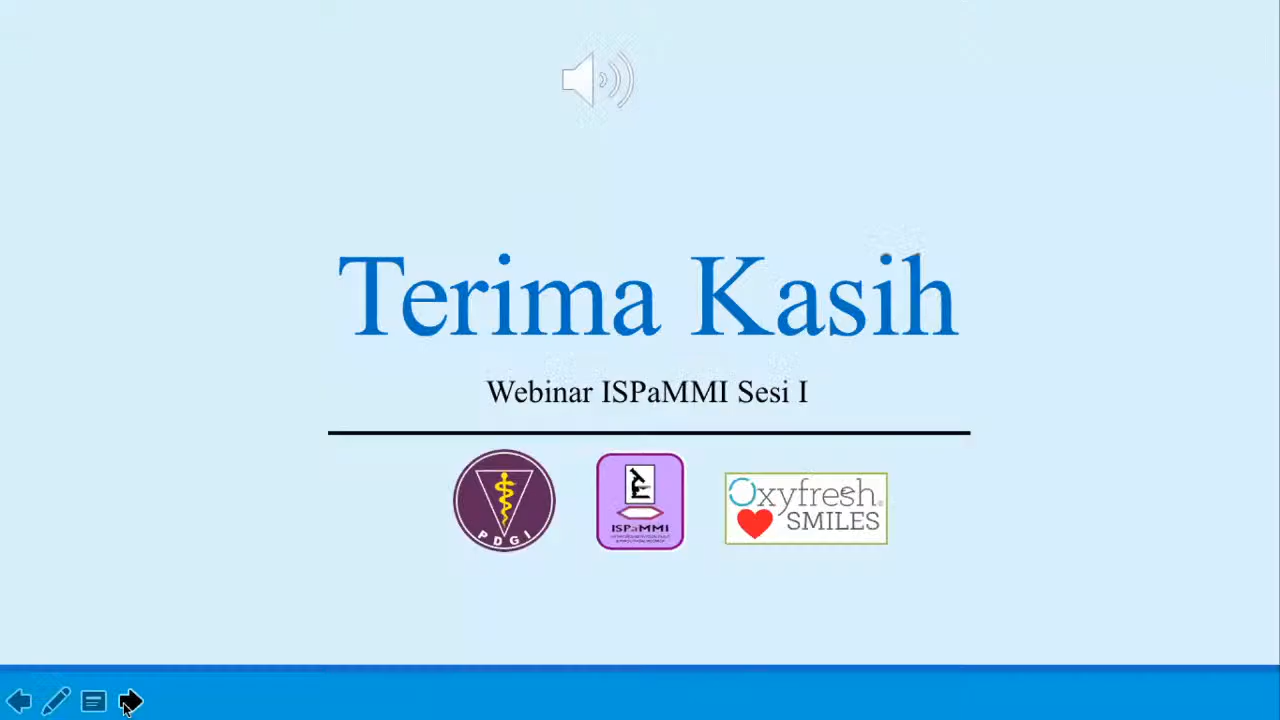 Terima Kasih
Webinar ISPaMMI Sesi I
PDGI
ISPaMMI
Oxyfresh
SMILES